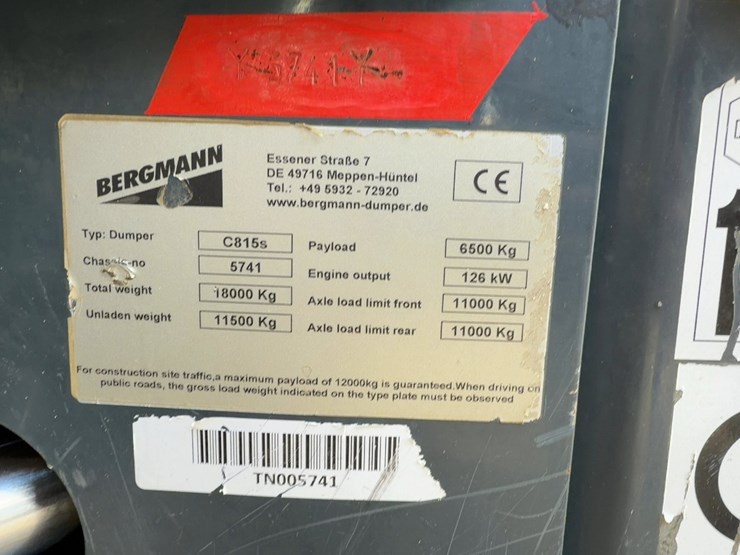 *5741*
BERGMANN
Essener Straße 7
DE 49716 Meppen-Hüntel
Tel.: +49 5932 - 72920
www.bergmann-dumper.de
CE
Typ: Dumper C815s
Chassis-no 5741
Total weight 18000 Kg
Unladen weight 11500 Kg
Payload 6500 Kg
Engine output 126 kW
Axle load limit front 11000 Kg
Axle load limit rear 11000 Kg
For construction site traffic,a maximum payload of 12000kg is guaranteed.When driving on
public roads, the gross load weight indicated on the type plate must be observed
TN005741